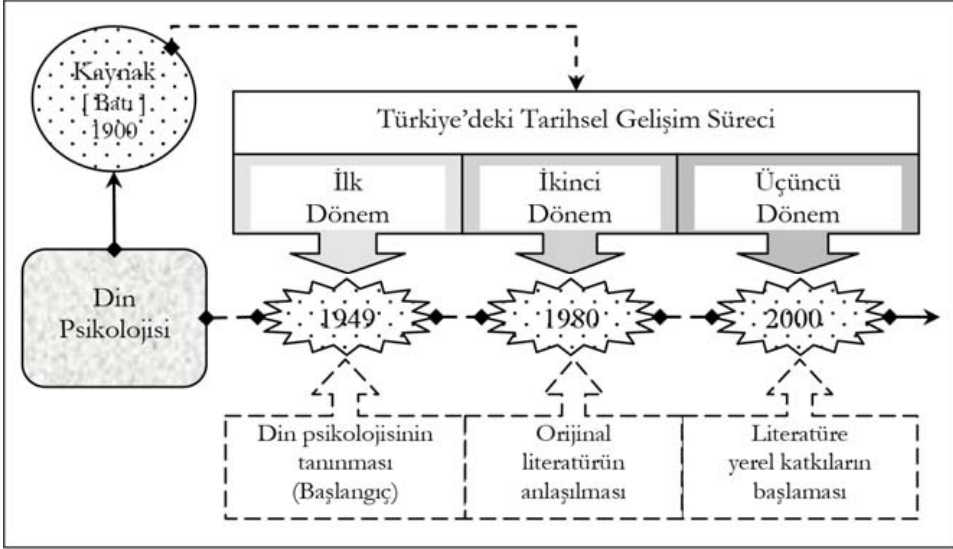 Kaynak
[ Batı ]
1900
Türkiye’deki Tarihsel Gelişim Süreci
İlk
Dönem
İkinci
Dönem
Üçüncü
Dönem
Din
Psikolojisi
1949
1980
2000
Din psikolojisinin
tanınması
(Başlangıç)
Orijinal
literatürün
anlaşılması
Literatüre
yerel katkıların
başlaması